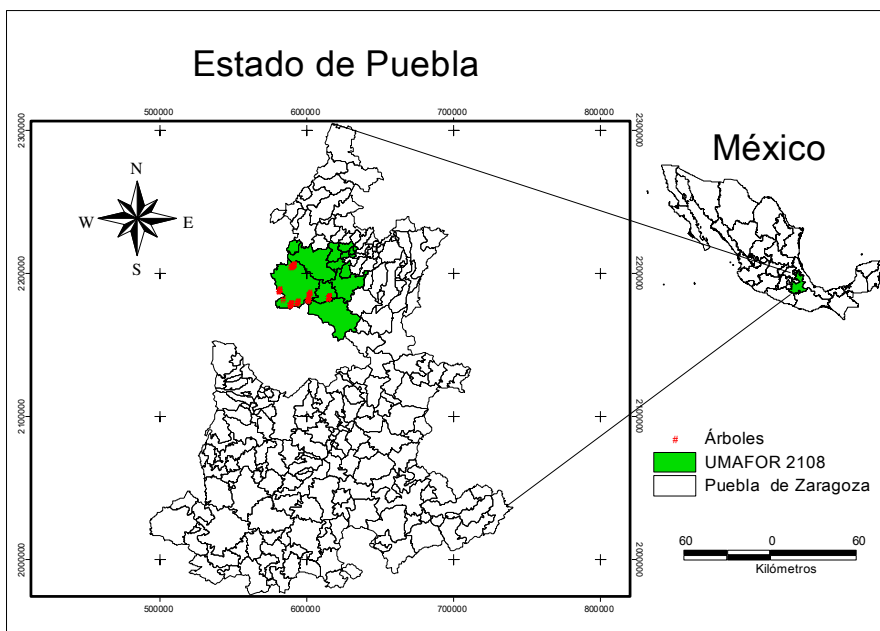 Estado de Puebla
México
500000 600000 700000 800000
2300000 2300000
N
W E
S
2200000 2200000
2100000 2100000
# Árboles
UMAFOR 2108
Puebla de Zaragoza
60 0 60
Kilómetros
2000000 2000000
500000 600000 700000 800000